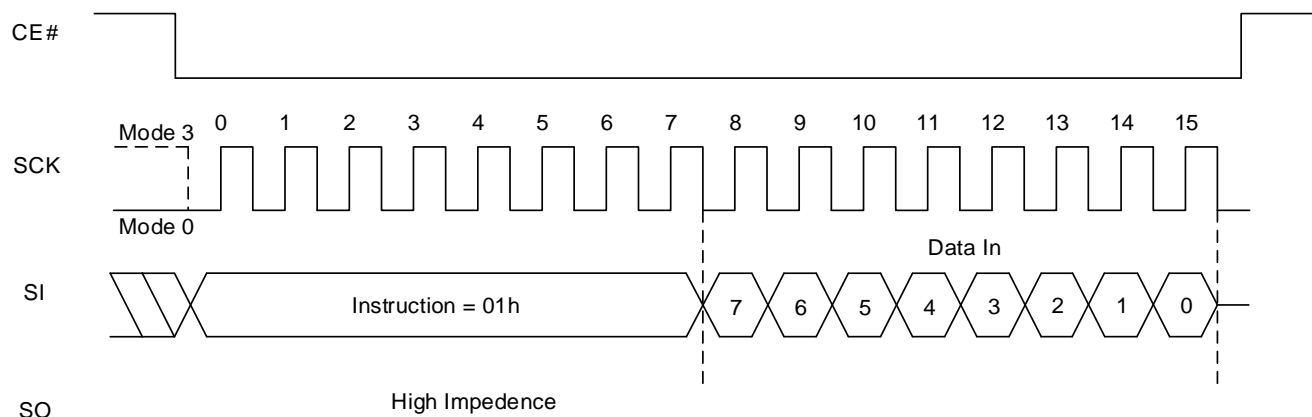 CE#
0 1 2 3 4 5 6 7 8 9 10 11 12 13 14 15
Mode 3
SCK
Mode 0
Data In
SI
Instruction = 01h
7 6 5 4 3 2 1 0
High Impedence
SO